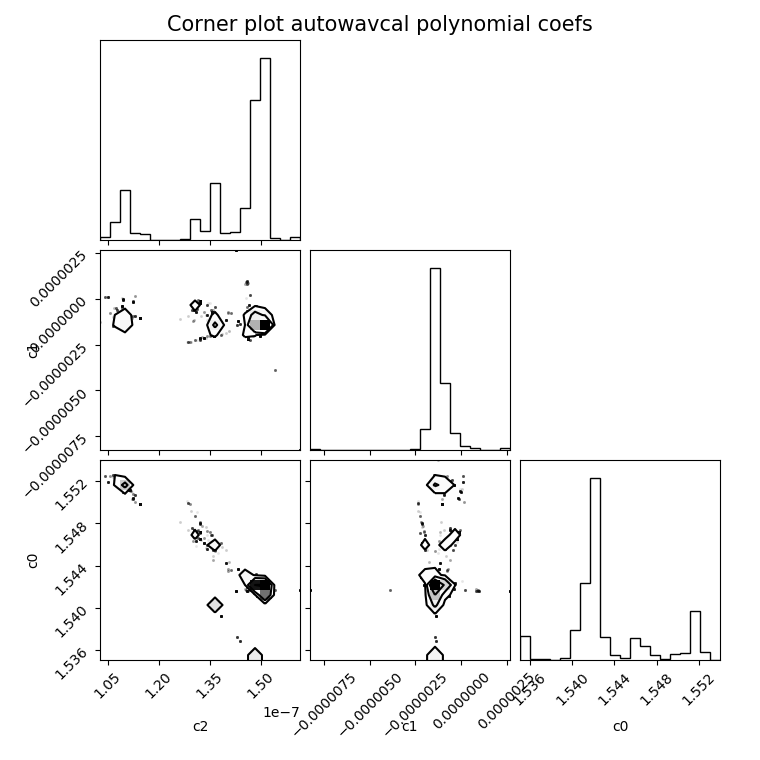 Corner plot autowavcal polynomial coefs
0.0000025
0.0000000
−0.0000025
−0.0000050
−0.0000075
c1
1.552
1.548
1.544
1.540
1.536
c0
1.05 1.20 1.35 1.50
1e−7
c2
−0.0000075 −0.0000050 −0.0000025 0.0000000 0.0000025
c1
1.536 1.540 1.544 1.548 1.552
c0